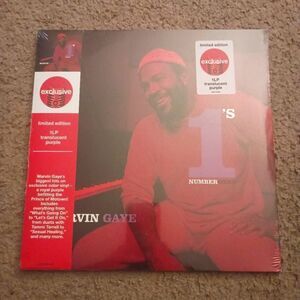 exclusive
limited edition
1LP
translucent
purple
Marvin Gaye's
biggest hits on
exclusive color vinyl -
a royal purple
befitting the
Prince of Motown!
Includes
everything from
"What's Going On"
to "Let's Get It On,"
from duets with
Tammi Terrell to
"Sexual Healing,"
and many more.
limited edition
exclusive
1LP
translucent
purple
'S
1
NUMBER
RVIN GAYE